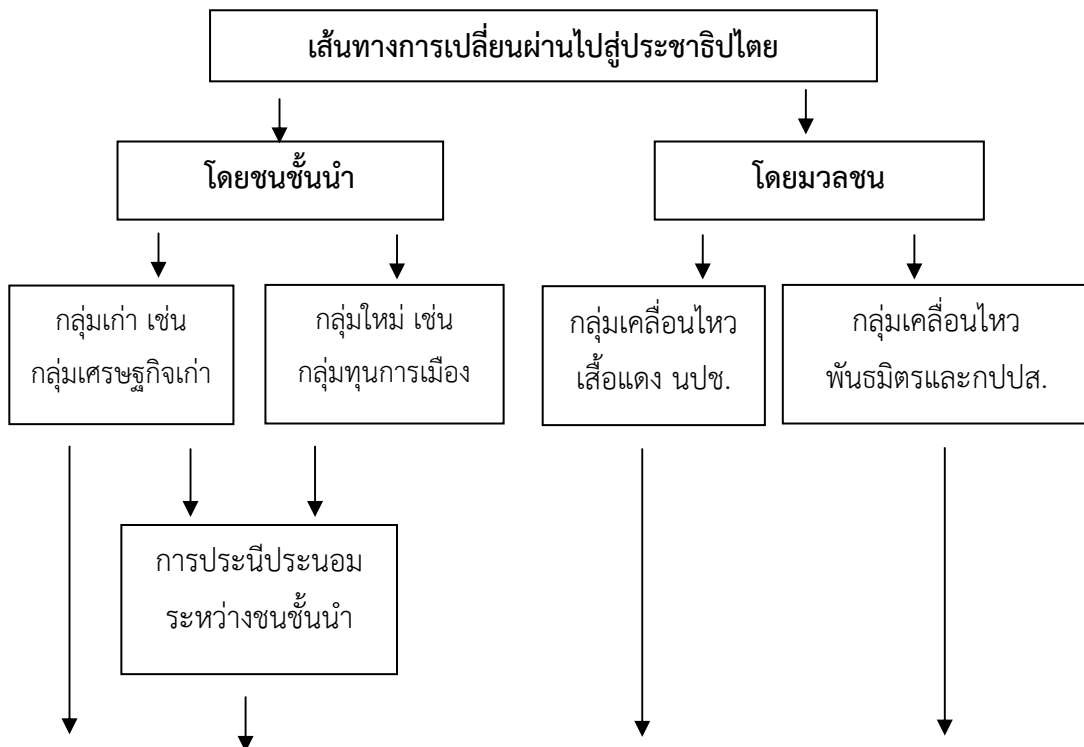 เส้นทางการเปลี่ยนผ่านไปสู่ประชาธิปไตย
โดยชนชั้นนำ
โดยมวลชน
กลุ่มเก่า เช่น
กลุ่มเศรษฐกิจเก่า
กลุ่มใหม่ เช่น
กลุ่มทุนการเมือง
กลุ่มเคลื่อนไหว
เสื้อแดง นปช.
กลุ่มเคลื่อนไหว
พันธมิตรและกปปส.
การประนีประนอม
ระหว่างชนชั้นนำ